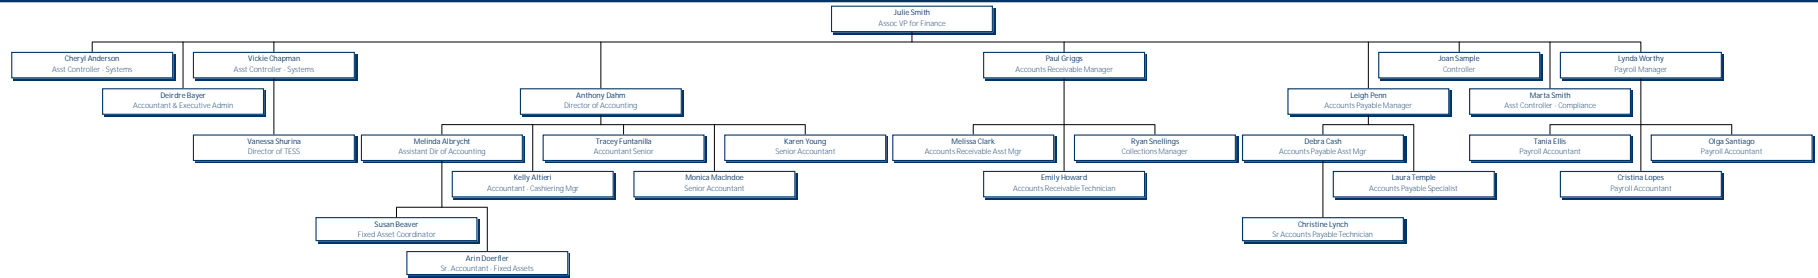 Julie Smith
Assoc VP for Finance
Cheryl Anderson
Asst Controller - Systems
Vickie Chapman
Asst Controller - Systems
Paul Griggs
Accounts Receivable Manager
Joan Sample
Controller
Lynda Worthy
Payroll Manager
Deirdre Bayer
Accountant & Executive Admin
Anthony Dahm
Director of Accounting
Leigh Penn
Accounts Payable Manager
Marta Smith
Asst Controller - Compliance
Vanessa Shurina
Director of TESS
Melinda Albrycht
Assistant Dir of Accounting
Tracey Funtanilla
Accountant Senior
Karen Young
Senior Accountant
Melissa Clark
Accounts Receivable Asst Mgr
Ryan Snellings
Collections Manager
Debra Cash
Accounts Payable Asst Mgr
Tania Ellis
Payroll Accountant
Olga Santiago
Payroll Accountant
Kelly Altieri
Accountant - Cashiering Mgr
Monica MacIndoe
Senior Accountant
Emily Howard
Accounts Receivable Technician
Laura Temple
Accounts Payable Specialist
Cristina Lopes
Payroll Accountant
Susan Beaver
Fixed Asset Coordinator
Christine Lynch
Sr Accounts Payable Technician
Arin Doerfler
Sr. Accountant - Fixed Assets